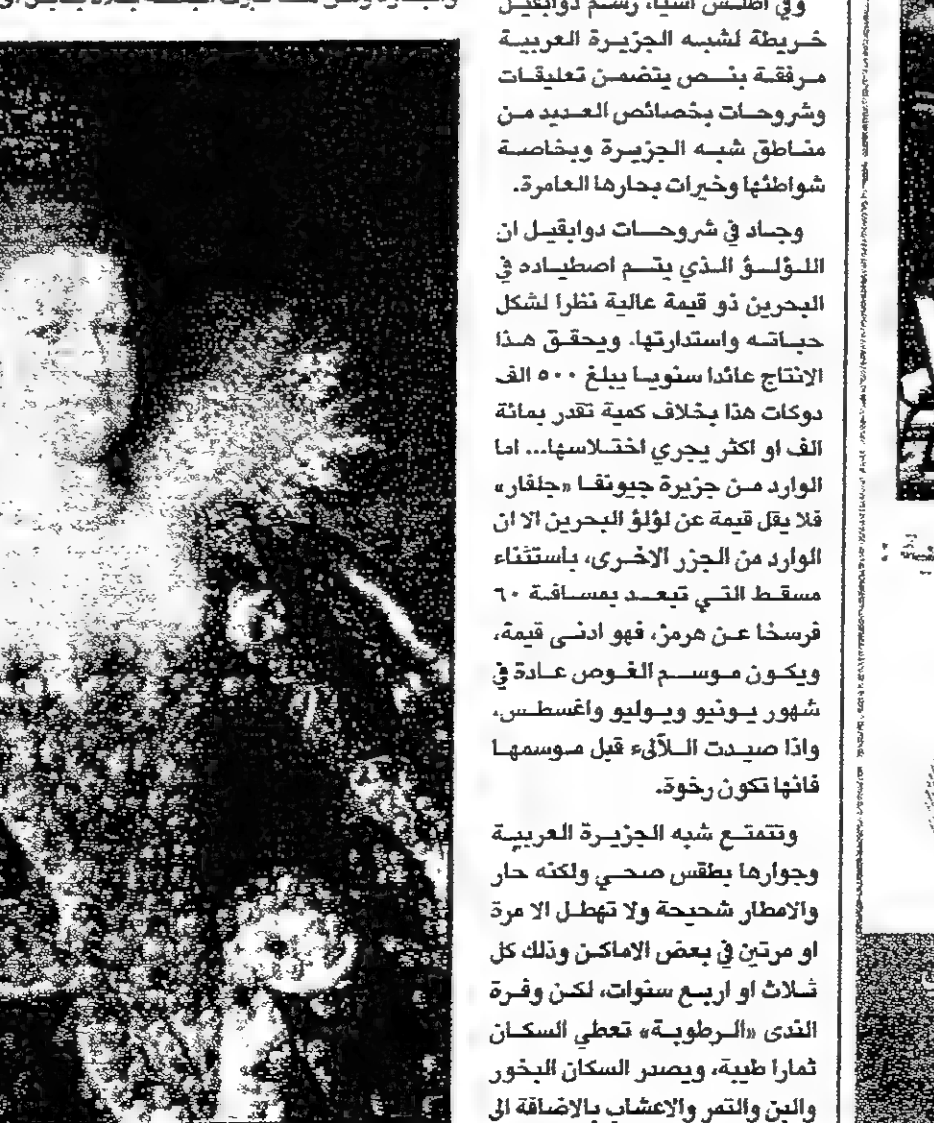 وفي اطلس آسيا، رسم دوابقيل
خريطة لشبه الجزيرة العربية
مرفقة بنص يتضمن تعليقات
وشروحات بخصائص العديد من
مناطق شبه الجزيرة وبخاصة
شواطئها وخيرات بحارها العامرة.
وجاد في شروحات دوابقيل ان
اللؤلؤ الذي يتم اصطياده في
البحرين ذو قيمة عالية نظرا لشكل
حباته واستدارتها. ويحقق هذا
الانتاج عائدا سنويا يبلغ ٥٠٠ الف
دوكات هذا بخلاف كمية تقدر بمائة
الف او اكثر يجري اختلاسها... اما
الوارد من جزيرة جيوتقا «جلفار»
فلا يقل قيمة عن لؤلؤ البحرين الا ان
الوارد من الجزر الاخرى، باستثناء
مسقط التي تبعد بمسافة ٦٠
فرسخا عن هرمز، فهو ادنى قيمة،
ويكون موسم الغوص عادة في
شهور يونيو ويوليو واغسطس،
واذا صيدت اللآلىء قبل موسمها
فانها تكون رخوة.
وتتمتع شبه الجزيرة العربية
وجوارها بطقس صحي ولكنه حار
والامطار شحيحة ولا تهطل الا مرة
او مرتين في بعض الاماكن وذلك كل
ثلاث او اربع سنوات، لكن وفرة
الندى «الرطوبة» تعطي السكان
ثمارا طيبة، ويصدر السكان البخور
والبن والتمر والاعشاب بالاضافة الى